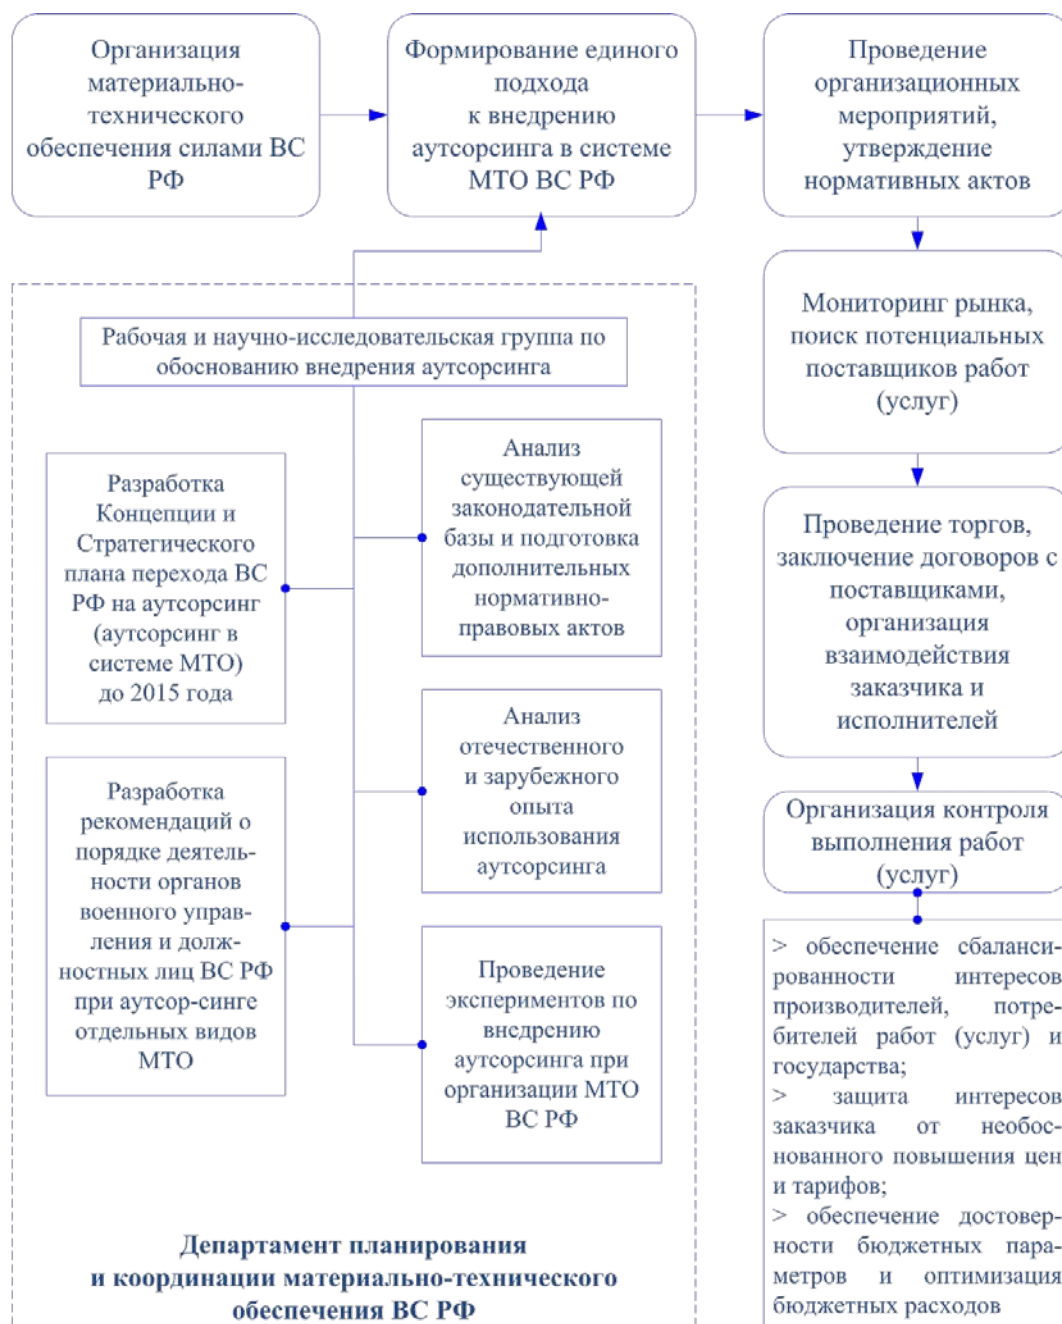 Организация
материально-
технического
обеспечения силами ВС
РФ
Формирование единого
подхода
к внедрению
аутсорсинга в системе
МТО ВС РФ
Проведение
организационных
мероприятий,
утверждение
нормативных актов
Мониторинг рынка,
поиск потенциальных
поставщиков работ
(услуг)
Проведение торгов,
заключение договоров с
поставщиками,
организация
взаимодействия
заказчика и
исполнителей
Организация контроля
выполнения работ
(услуг)
> обеспечение сбаланси-
рованности интересов
производителей, потре-
бителей работ (услуг) и
государства;
> защита интересов
заказчика от необос-
нованного повышения цен
и тарифов;
> обеспечение достовер-
ности бюджетных пара-
метров и оптимизация
бюджетных расходов
Рабочая и научно-исследовательская группа по
обоснованию внедрения аутсорсинга
Разработка
Концепции и
Стратегического
плана перехода ВС
РФ на аутсорсинг
(аутсорсинг в
системе МТО)
до 2015 года
Разработка
рекомендаций о
порядке деятель-
ности органов
военного управ-
ления и долж-
ностных лиц ВС РФ
при аутсор-синге
отдельных видов
МТО
Анализ
существующей
законодательной
базы и подготовка
дополнительных
нормативно-
правовых актов
Анализ
отечественного
и зарубежного
опыта
использования
аутсорсинга
Проведение
экспериментов по
внедрению
аутсорсинга при
организации МТО
ВС РФ
Департамент планирования
и координации материально-технического
обеспечения ВС РФ